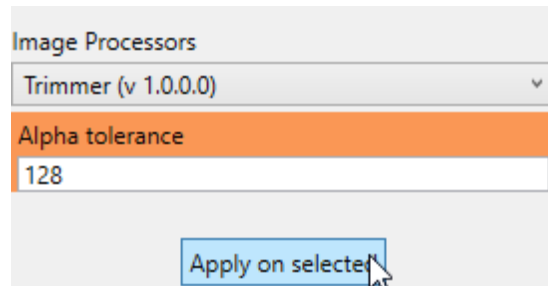 Image Processors
Trimmer (v 1.0.0.0)
Alpha tolerance
128
Apply on selected